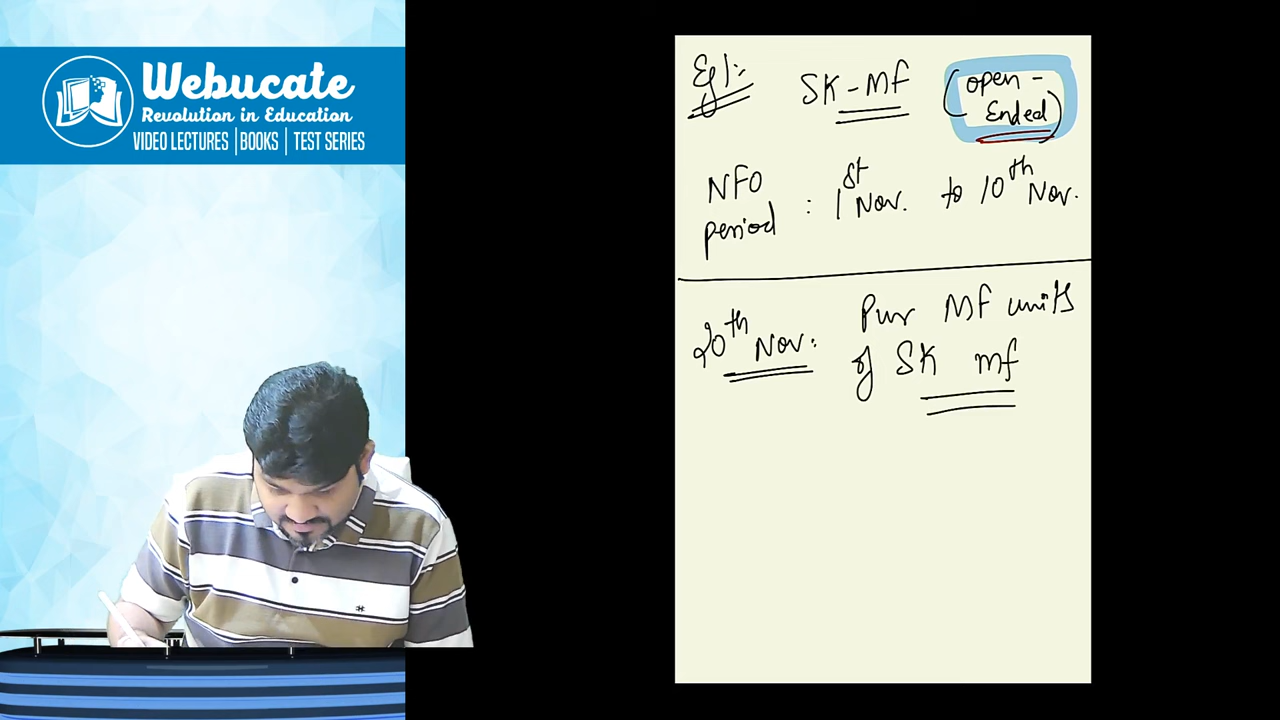 Webucate
Revolution in Education
VIDEO LECTURES | BOOKS | TEST SERIES
Eg 1:
SK-MF (open-
Ended)
NFO
period : 1st Nov. to 10th Nov.
20th Nov: Pur MF units
of SK MF